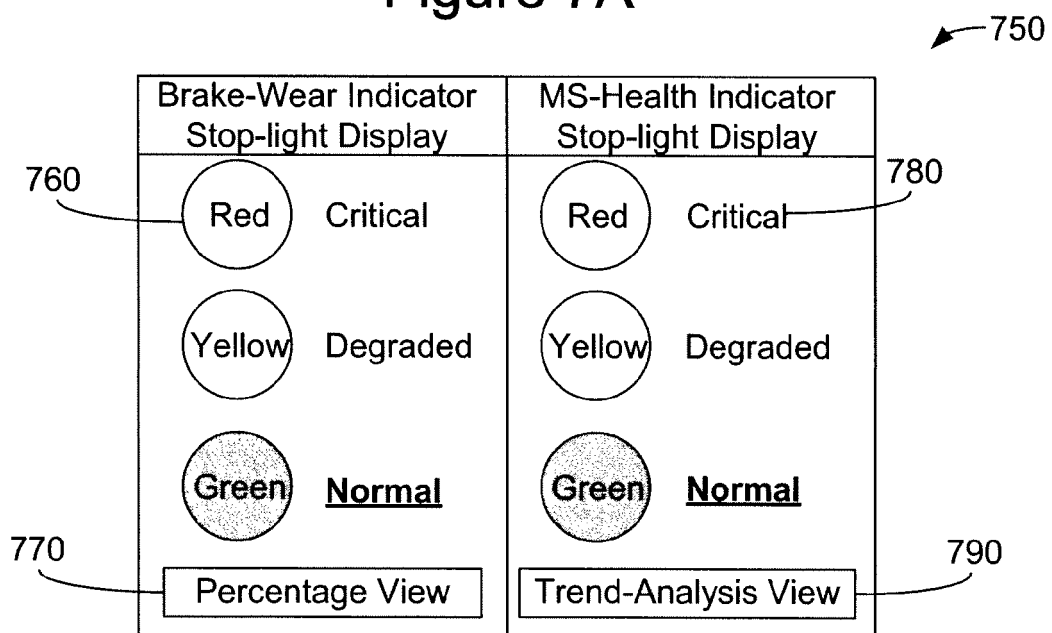 Figure 7A
750
Brake-Wear Indicator
Stop-light Display
MS-Health Indicator
Stop-light Display
760
Red Critical
Red Critical
780
Yellow Degraded
Yellow Degraded
Green Normal
Green Normal
770
Percentage View
Trend-Analysis View
790